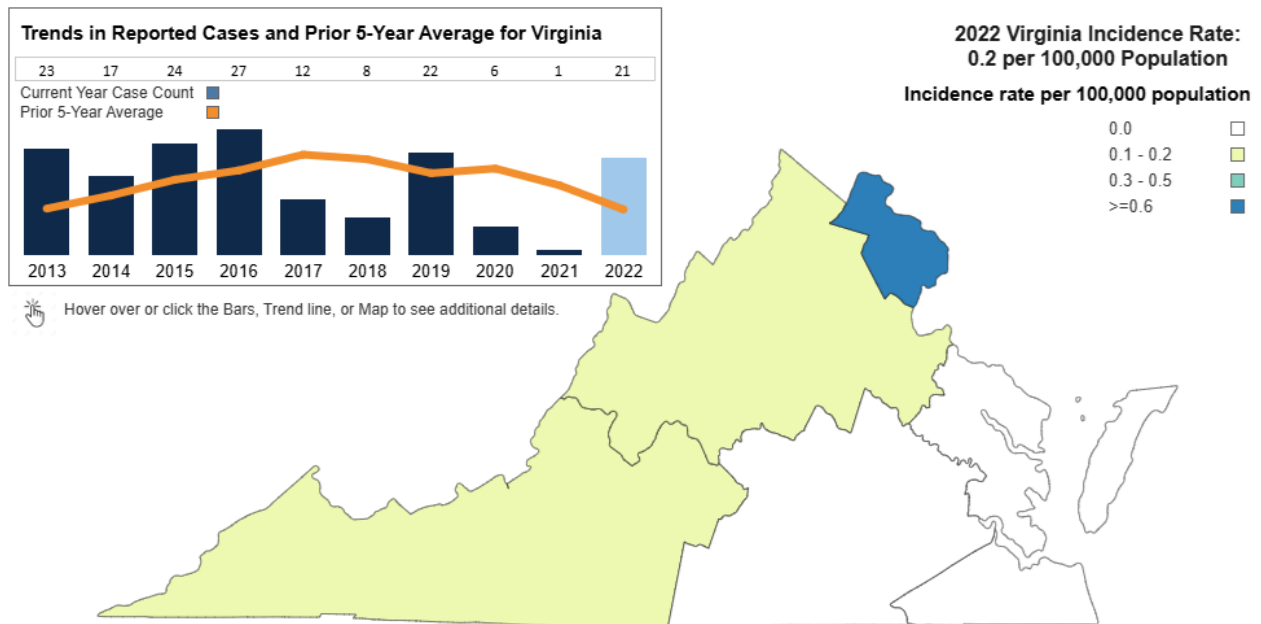 Trends in Reported Cases and Prior 5-Year Average for Virginia
23 17 24 27 12 8 22 6 1 21
Current Year Case Count
Prior 5-Year Average
2013 2014 2015 2016 2017 2018 2019 2020 2021 2022
Hover over or click the Bars, Trend line, or Map to see additional details.
2022 Virginia Incidence Rate:
0.2 per 100,000 Population
Incidence rate per 100,000 population
0.0
0.1 - 0.2
0.3 - 0.5
>=0.6